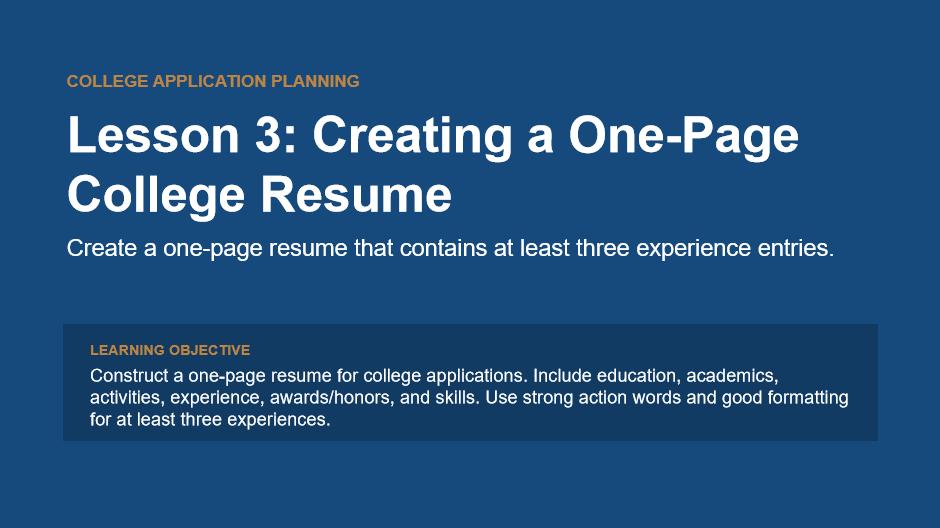 COLLEGE APPLICATION PLANNING
Lesson 3: Creating a One-Page
College Resume
Create a one-page resume that contains at least three experience entries.
LEARNING OBJECTIVE
Construct a one-page resume for college applications. Include education, academics,
activities, experience, awards/honors, and skills. Use strong action words and good formatting
for at least three experiences.